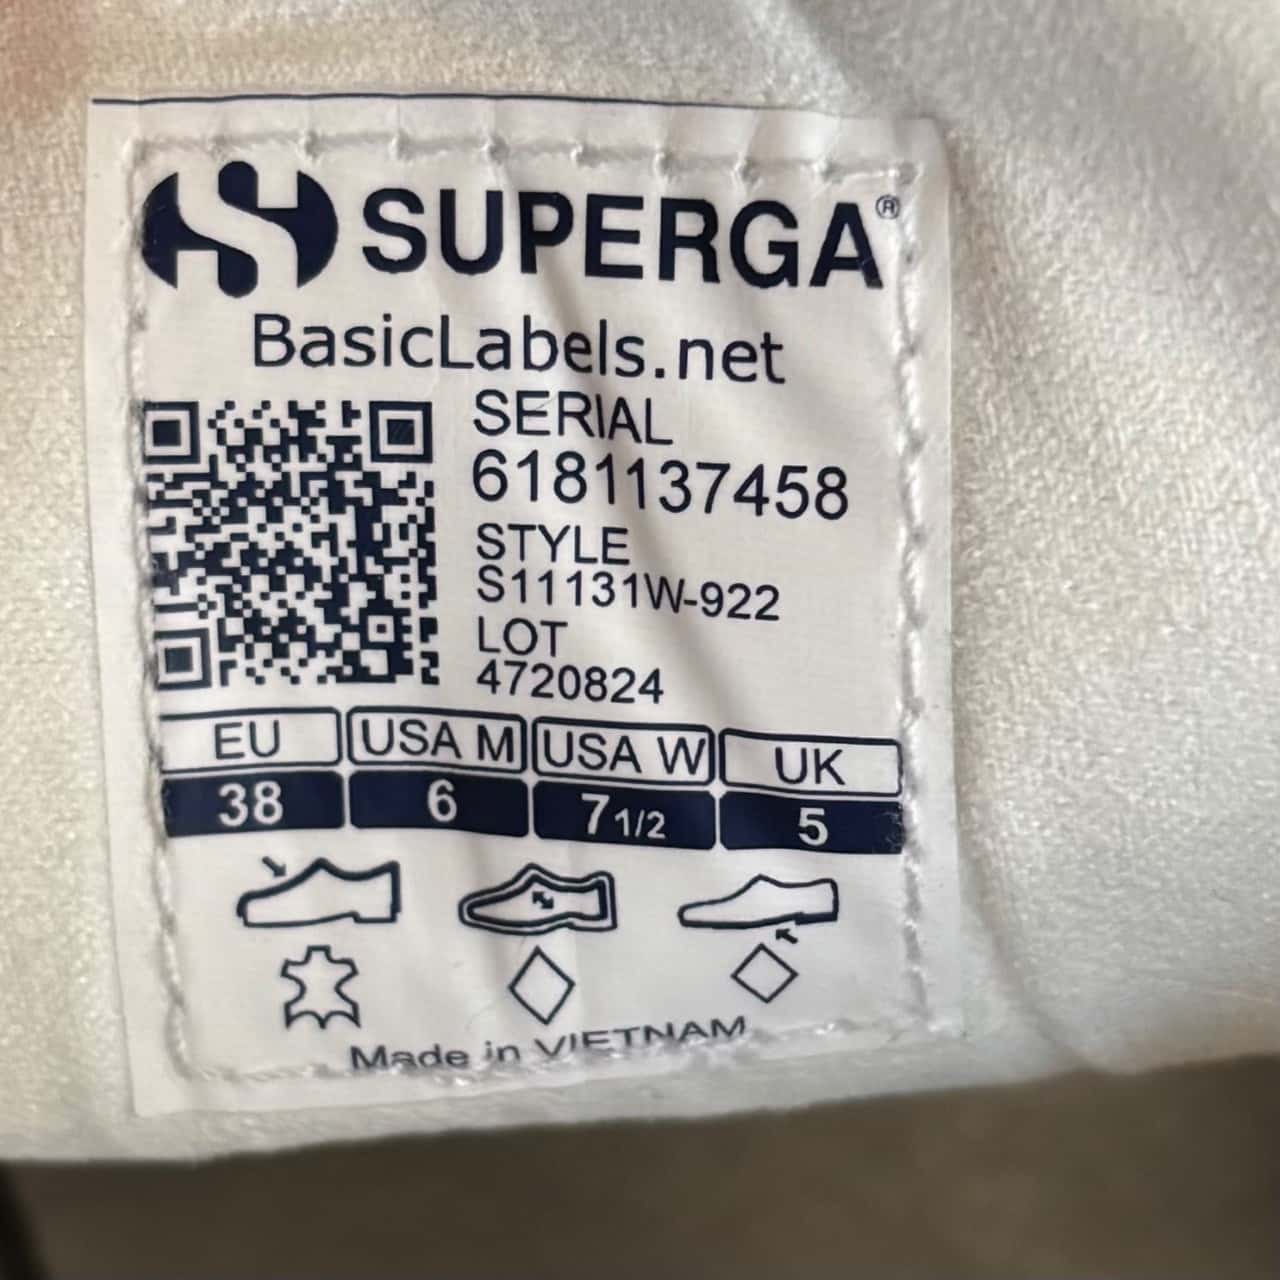 SUPERGA®
BasicLabels.net
SERIAL
6181137458
STYLE
S11131W-922
LOT
4720824
EU USA M USA W UK
38 6 7 1/2 5
Made in VIETNAM